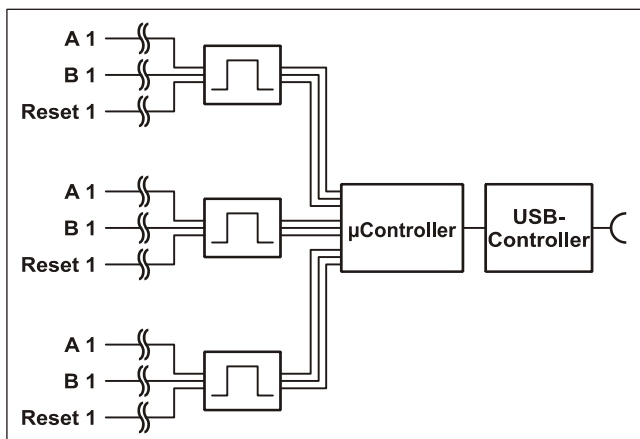 A 1
B 1
Reset 1
A 1
B 1
Reset 1
A 1
B 1
Reset 1
µController
USB-
Controller